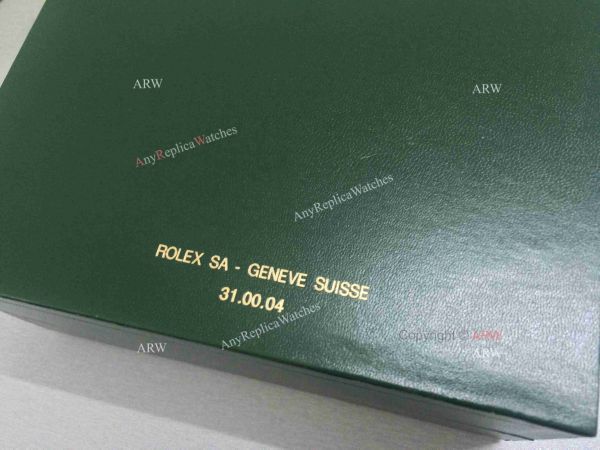 ARW
ARW
AnyReplicaWatches
AnyReplicaWatches
ROLEX SA - GENEVE SUISSE
31.00.04
AnyReplicaWatches
Copyright © ARW
ARW
ARW